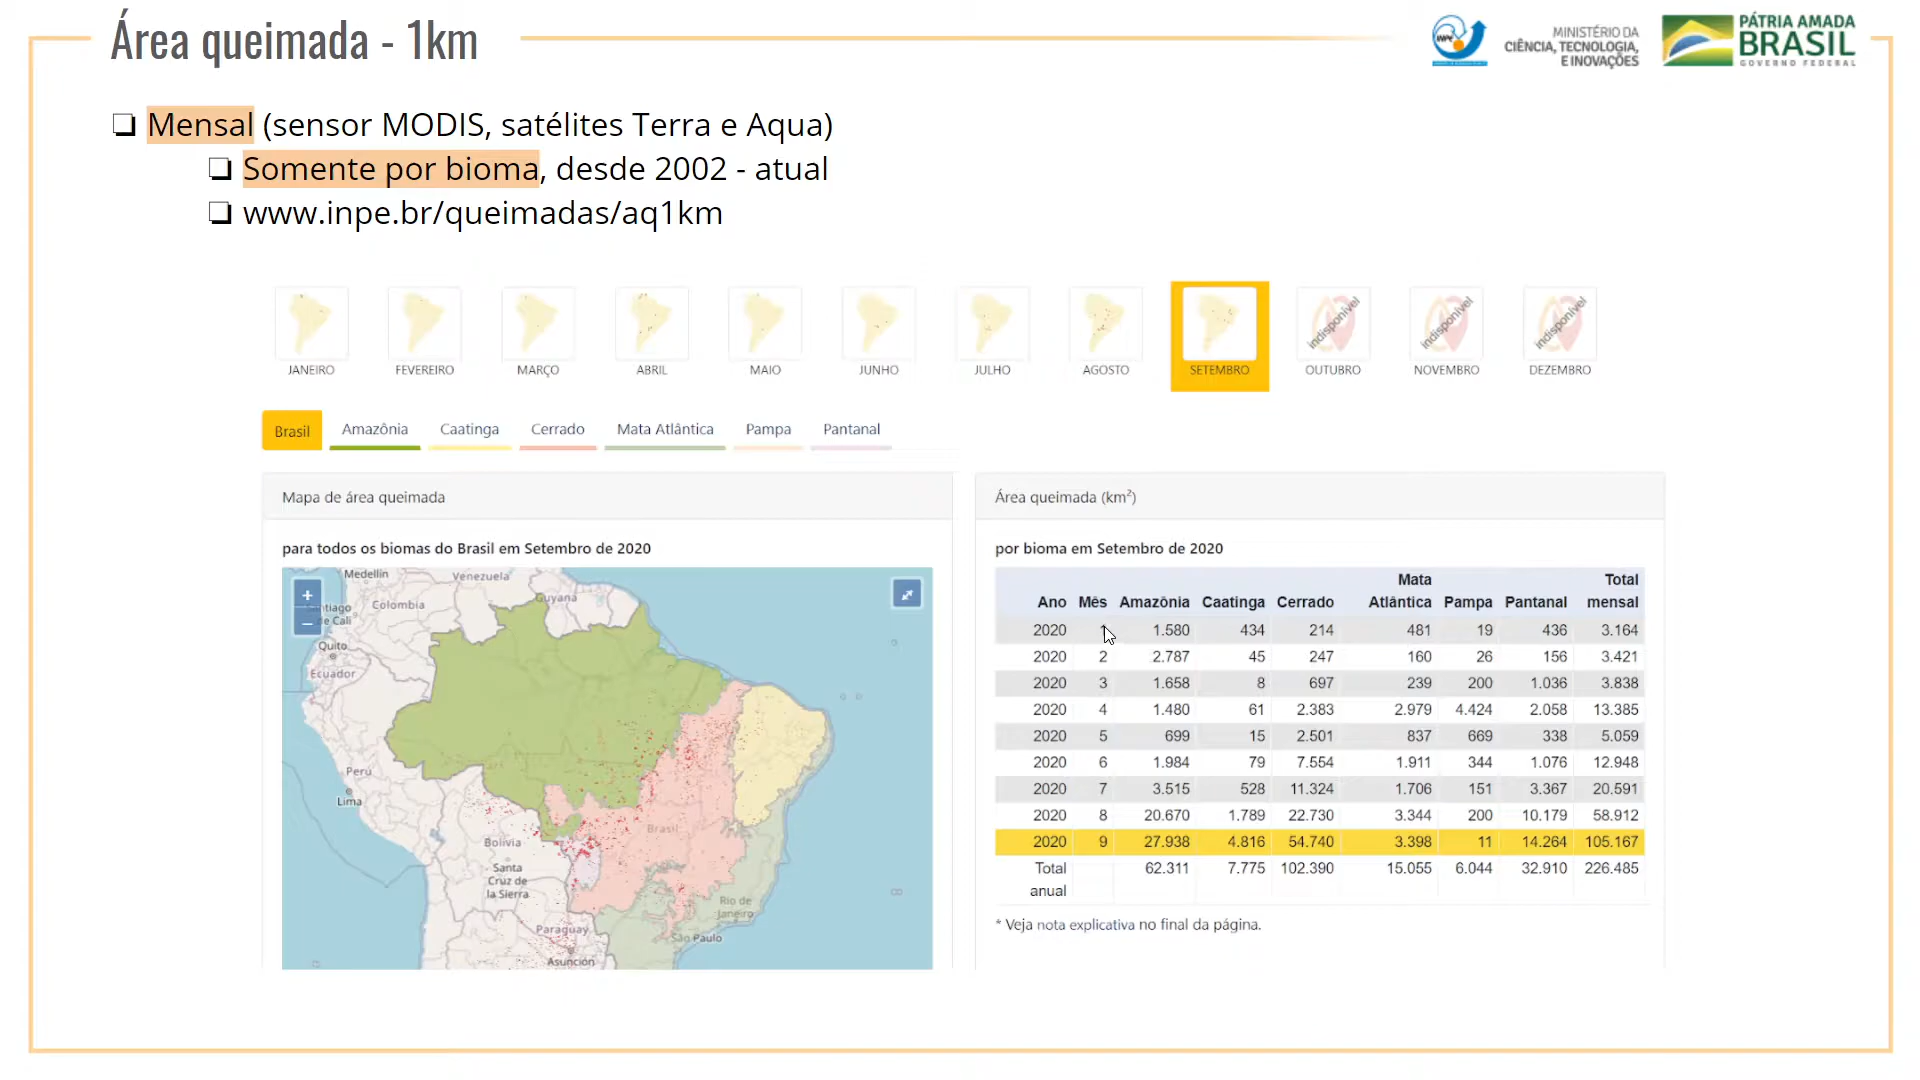 Área queimada - 1km
MINISTÉRIO DA
CIÊNCIA, TECNOLOGIA,
E INOVAÇÕES
PÁTRIA AMADA
BRASIL
GOVERNO FEDERAL
INPE
Mensal (sensor MODIS, satélites Terra e Aqua)
Somente por bioma, desde 2002 - atual
www.inpe.br/queimadas/aq1km
indisponível indisponível indisponível
JANEIRO FEVEREIRO MARÇO ABRIL MAIO JUNHO JULHO AGOSTO SETEMBRO OUTUBRO NOVEMBRO DEZEMBRO
Brasil Amazônia Caatinga Cerrado Mata Atlântica Pampa Pantanal
Mapa de área queimada
para todos os biomas do Brasil em Setembro de 2020
+
−
Medellín
Venezuela
Guyana
Colombia
Santiago
de Cali
Quito
Ecuador
Perú
Lima
Brasil
Bolivia
Santa
Cruz de
la Sierra
Rio de
Janeiro
Paraguay
São Paulo
Asunción
Área queimada (km²)
por bioma em Setembro de 2020
Mata Total
Ano Mês Amazônia Caatinga Cerrado Atlântica Pampa Pantanal mensal
2020 1.580 434 214 481 19 436 3.164
2020 2 2.787 45 247 160 26 156 3.421
2020 3 1.658 8 697 239 200 1.036 3.838
2020 4 1.480 61 2.383 2.979 4.424 2.058 13.385
2020 5 699 15 2.501 837 669 338 5.059
2020 6 1.984 79 7.554 1.911 344 1.076 12.948
2020 7 3.515 528 11.324 1.706 151 3.367 20.591
2020 8 20.670 1.789 22.730 3.344 200 10.179 58.912
2020 9 27.938 4.816 54.740 3.398 11 14.264 105.167
Total 62.311 7.775 102.390 15.055 6.044 32.910 226.485
anual
* Veja nota explicativa no final da página.